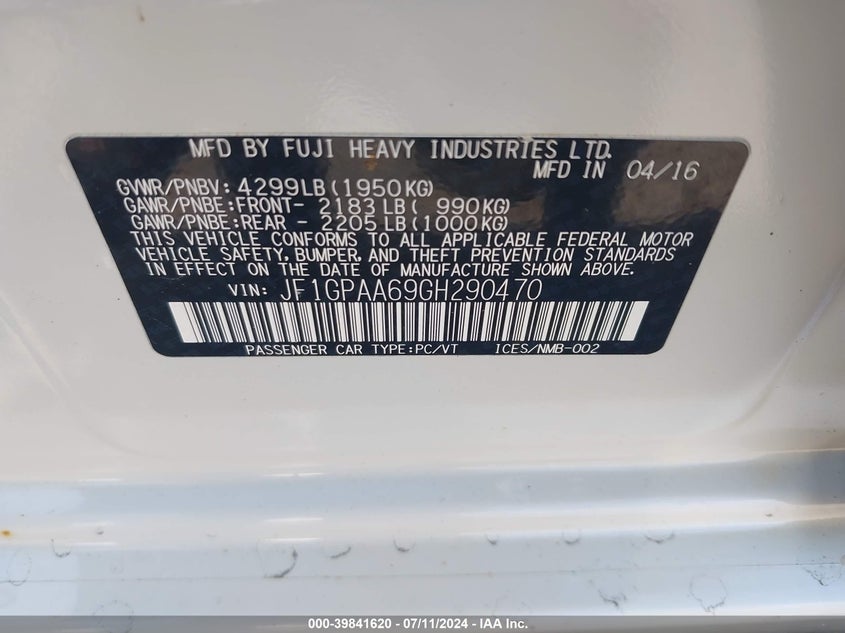 MFD BY FUJI HEAVY INDUSTRIES LTD.
MFD IN 04/16
GVWR/PNBV: 4299LB(1950KG)
GAWR/PNBE:FRONT- 2183LB( 990KG)
GAWR/PNBE:REAR - 2205LB(1000KG)
THIS VEHICLE CONFORMS TO ALL APPLICABLE FEDERAL MOTOR
VEHICLE SAFETY, BUMPER, AND THEFT PREVENTION STANDARDS
IN EFFECT ON THE DATE OF MANUFACTURE SHOWN ABOVE.
VIN: JF1GPAA69GH290470
PASSENGER CAR TYPE:PC/VT ICES/NMB-002
000-39841620 - 07/11/2024 - IAA Inc.